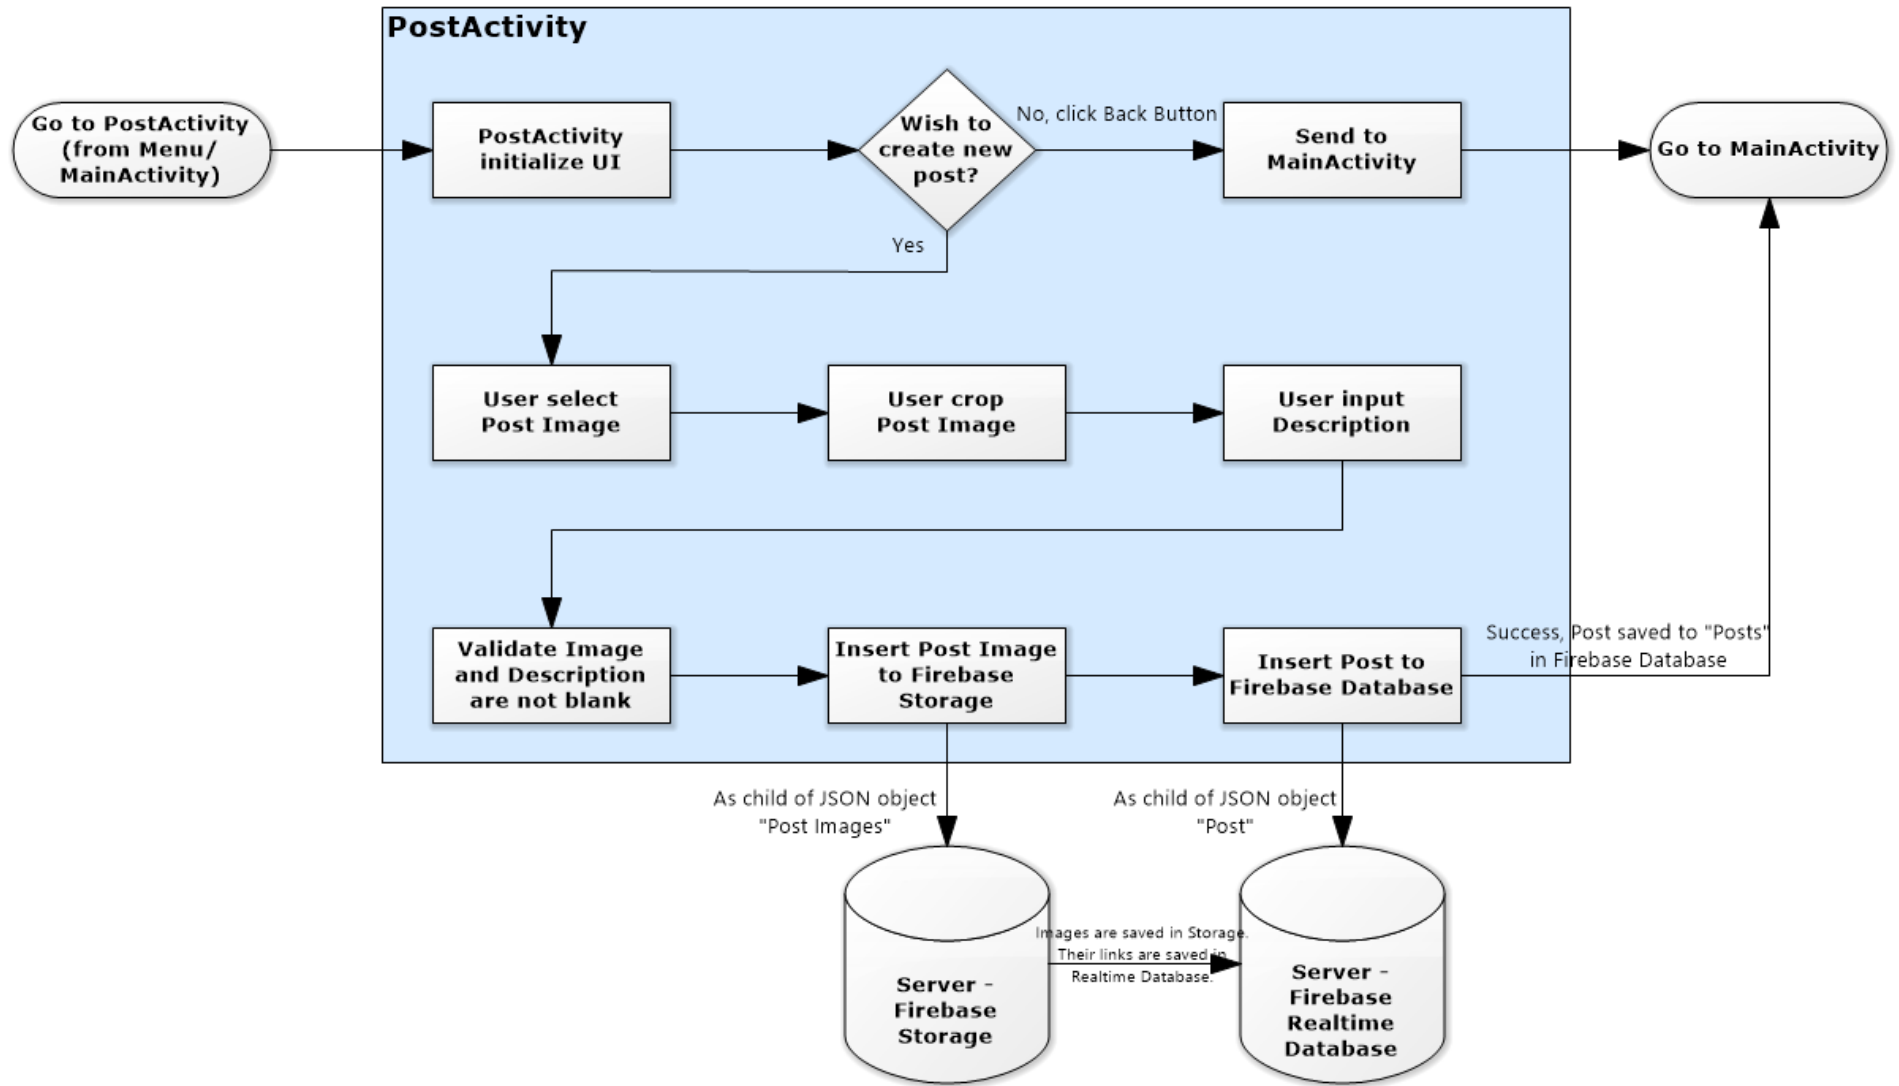 PostActivity
Go to PostActivity
(from Menu/
MainActivity)
PostActivity
initialize UI
Wish to
create new
post?
No, click Back Button
Send to
MainActivity
Go to MainActivity
Yes
User select
Post Image
User crop
Post Image
User input
Description
Validate Image
and Description
are not blank
Insert Post Image
to Firebase
Storage
Insert Post to
Firebase Database
Success, Post saved to "Posts"
in Firebase Database
As child of JSON object
"Post Images"
As child of JSON object
"Post"
Server -
Firebase
Storage
Images are saved in Storage.
Their links are saved in
Realtime Database.
Server -
Firebase
Realtime
Database